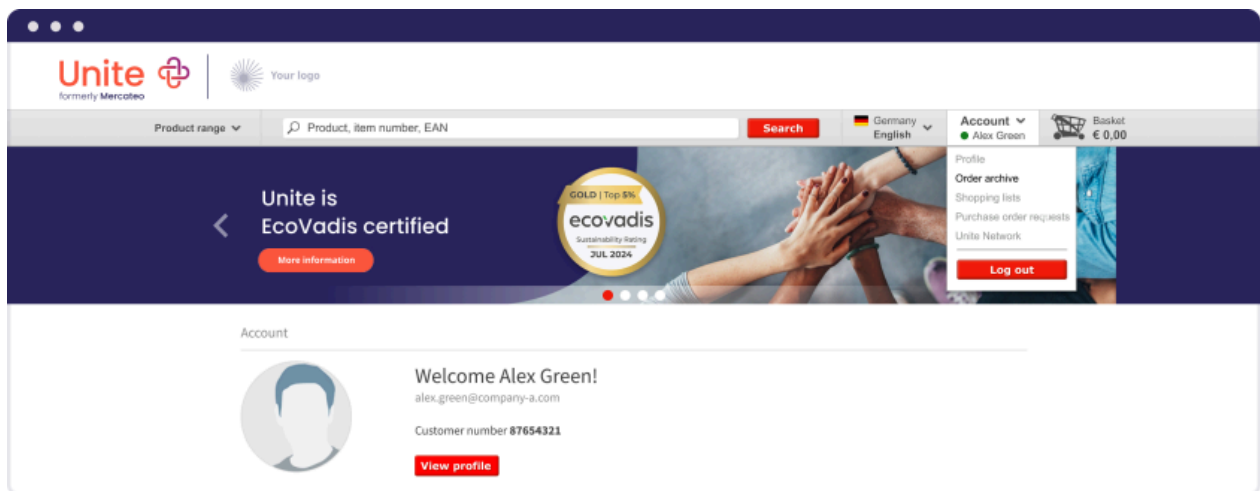 Unite
formerly Mercateo
Your logo
Product range
Product, item number, EAN
Search
Germany
English
Account
Alex Green
Basket
€ 0,00
Unite is
EcoVadis certified
More information
GOLD | Top 5%
ecovadis
Sustainability Rating
JUL 2024
Profile
Order archive
Shopping lists
Purchase order requests
Unite Network
Log out
Account
Welcome Alex Green!
alex.green@company-a.com
Customer number 87654321
View profile